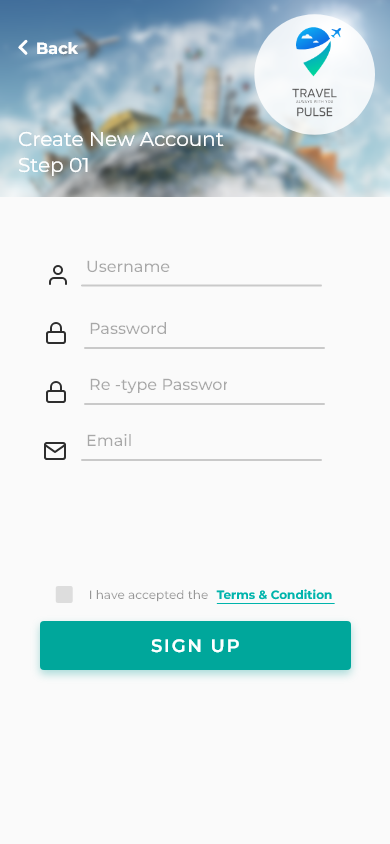 Back
TRAVEL
ALWAYS WITH YOU
PULSE
Create New Account
Step 01
Username
Password
Re -type Passwor
Email
I have accepted the Terms & Condition
SIGN UP